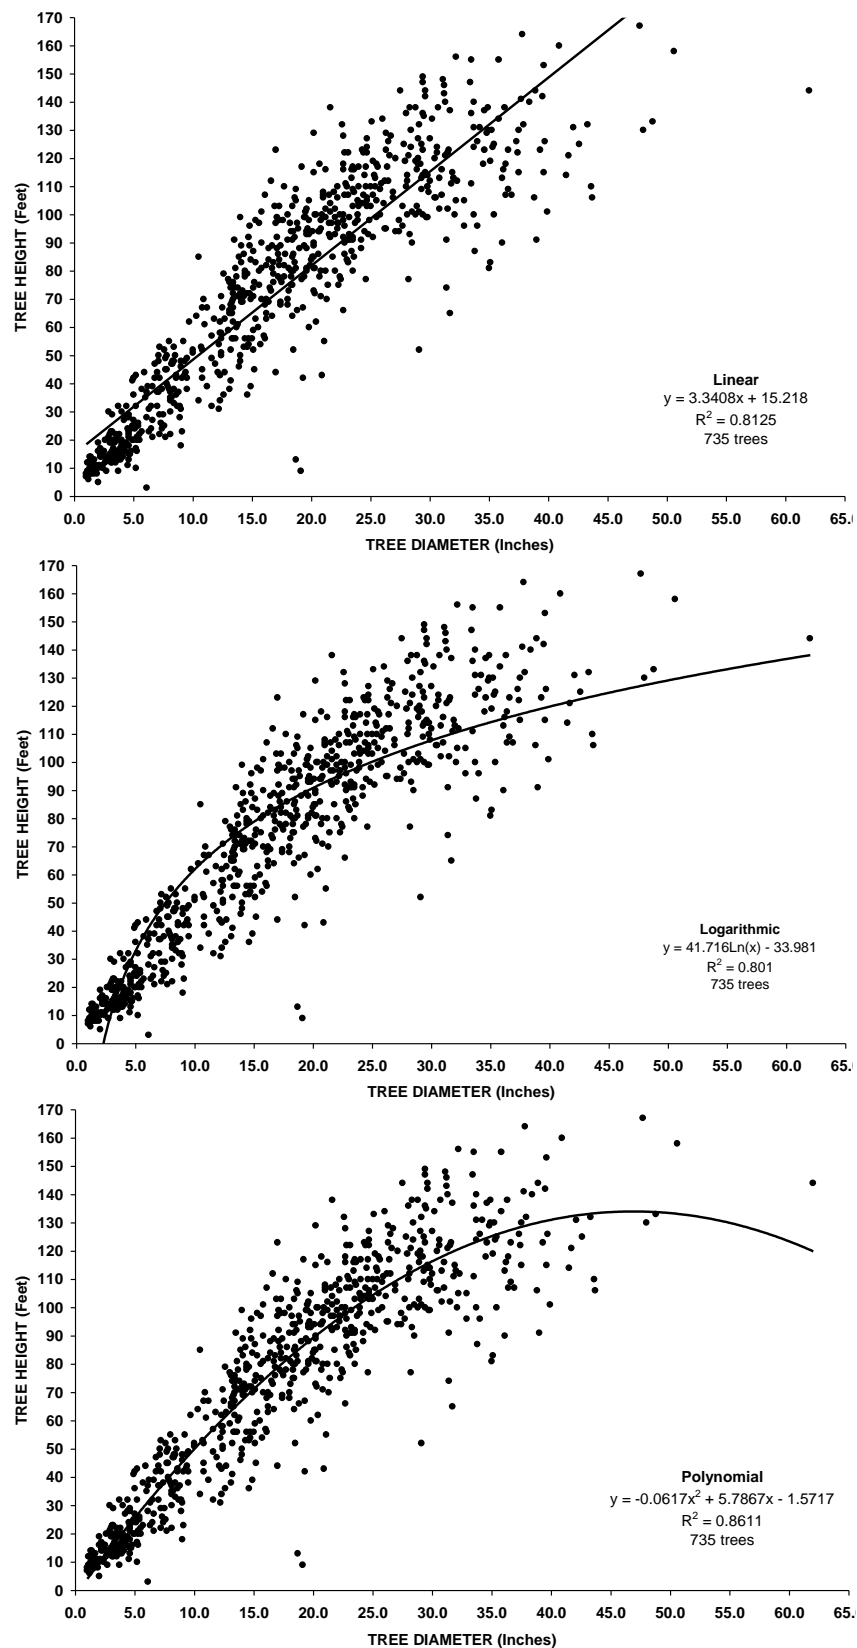 170
160
150
140
130
120
110
100
90
80
70
60
50
40
30
20
10
0
TREE HEIGHT (Feet)
Linear
y = 3.3408x + 15.218
R² = 0.8125
735 trees
0.0 5.0 10.0 15.0 20.0 25.0 30.0 35.0 40.0 45.0 50.0 55.0 60.0 65.0
TREE DIAMETER (Inches)
170
160
150
140
130
120
110
100
90
80
70
60
50
40
30
20
10
0
TREE HEIGHT (Feet)
Logarithmic
y = 41.716Ln(x) - 33.981
R² = 0.801
735 trees
0.0 5.0 10.0 15.0 20.0 25.0 30.0 35.0 40.0 45.0 50.0 55.0 60.0 65.0
TREE DIAMETER (Inches)
170
160
150
140
130
120
110
100
90
80
70
60
50
40
30
20
10
0
TREE HEIGHT (Feet)
Polynomial
y = -0.0617x² + 5.7867x - 1.5717
R² = 0.8611
735 trees
0.0 5.0 10.0 15.0 20.0 25.0 30.0 35.0 40.0 45.0 50.0 55.0 60.0 65.0
TREE DIAMETER (Inches)